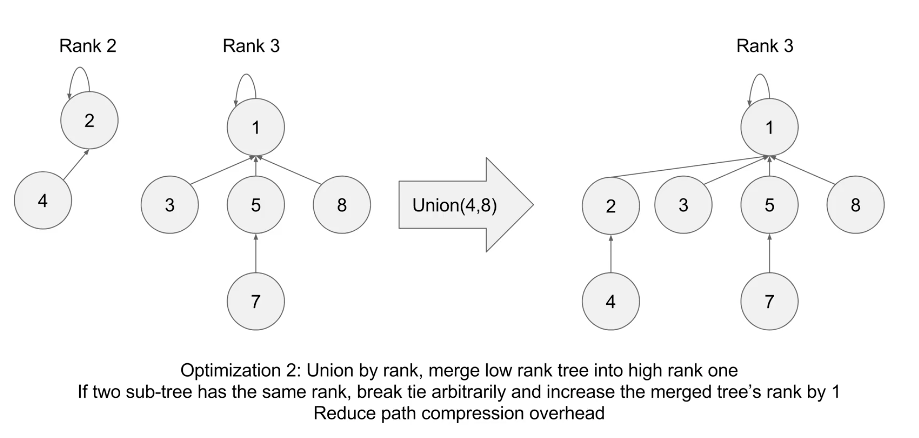 Rank 2
Rank 3
Rank 3
2
1
1
4
3
5
8
Union(4,8)
2
3
5
8
7
4
7
Optimization 2: Union by rank, merge low rank tree into high rank one
If two sub-tree has the same rank, break tie arbitrarily and increase the merged tree's rank by 1
Reduce path compression overhead